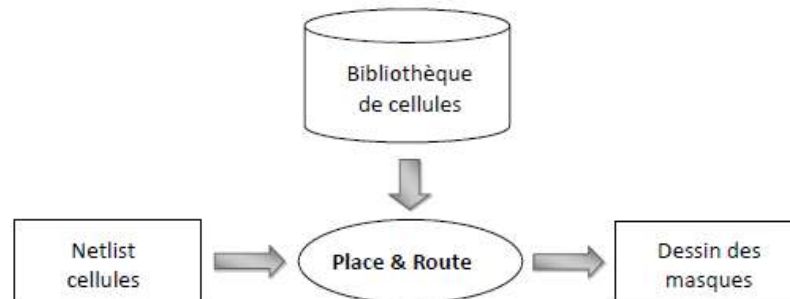 Bibliothèque
de cellules
Netlist
cellules
Place & Route
Dessin des
masques